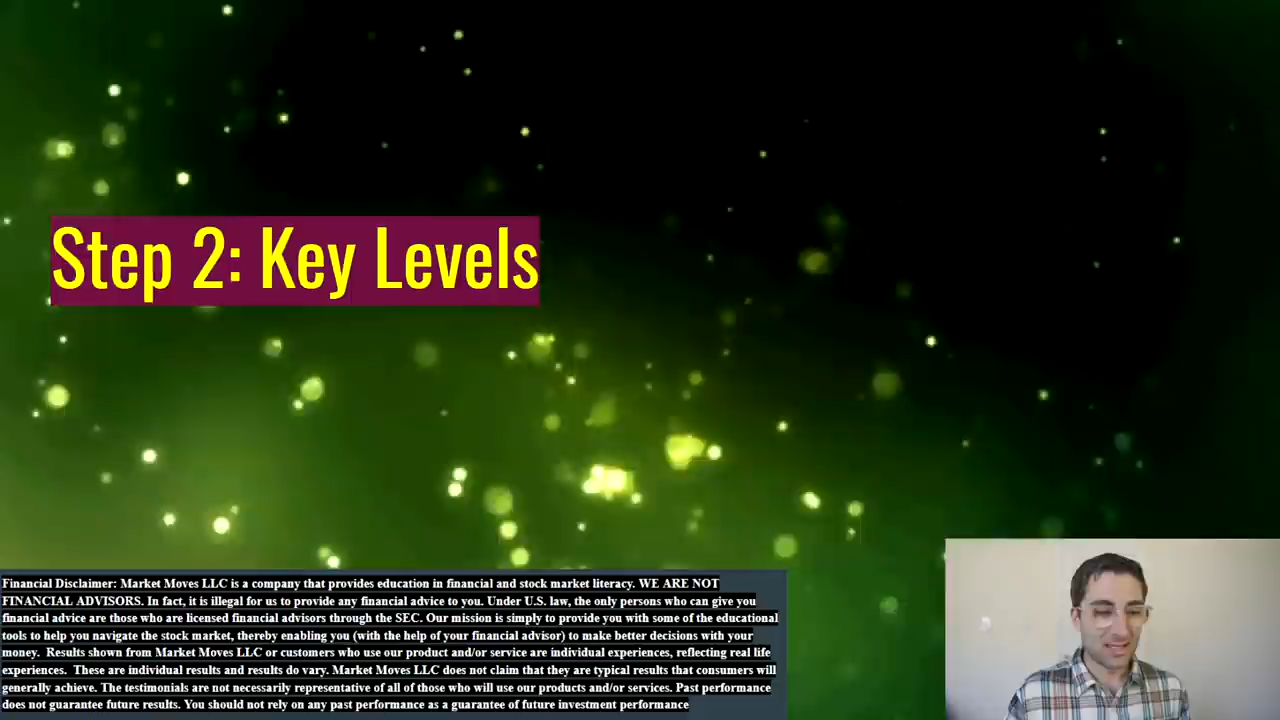 Step 2: Key Levels
Financial Disclaimer: Market Moves LLC is a company that provides education in financial and stock market literacy. WE ARE NOT
FINANCIAL ADVISORS. In fact, it is illegal for us to provide any financial advice to you. Under U.S. law, the only persons who can give you
financial advice are those who are licensed financial advisors through the SEC. Our mission is simply to provide you with some of the educational
tools to help you navigate the stock market, thereby enabling you (with the help of your financial advisor) to make better decisions with your
money. Results shown from Market Moves LLC or customers who use our product and/or service are individual experiences, reflecting real life
experiences. These are individual results and results do vary. Market Moves LLC does not claim that they are typical results that consumers will
generally achieve. The testimonials are not necessarily representative of all of those who will use our products and/or services. Past performance
does not guarantee future results. You should not rely on any past performance as a guarantee of future investment performance